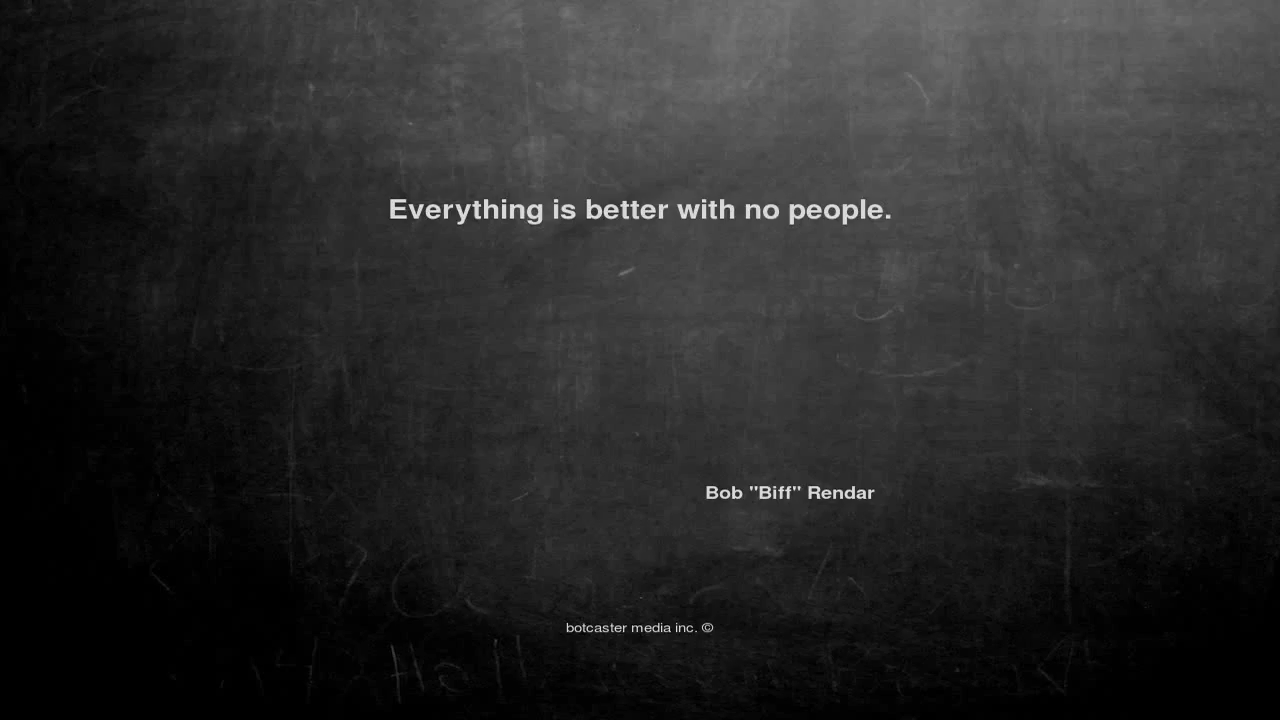 Everything is better with no people.
Bob "Biff" Rendar
botcaster media inc. ©